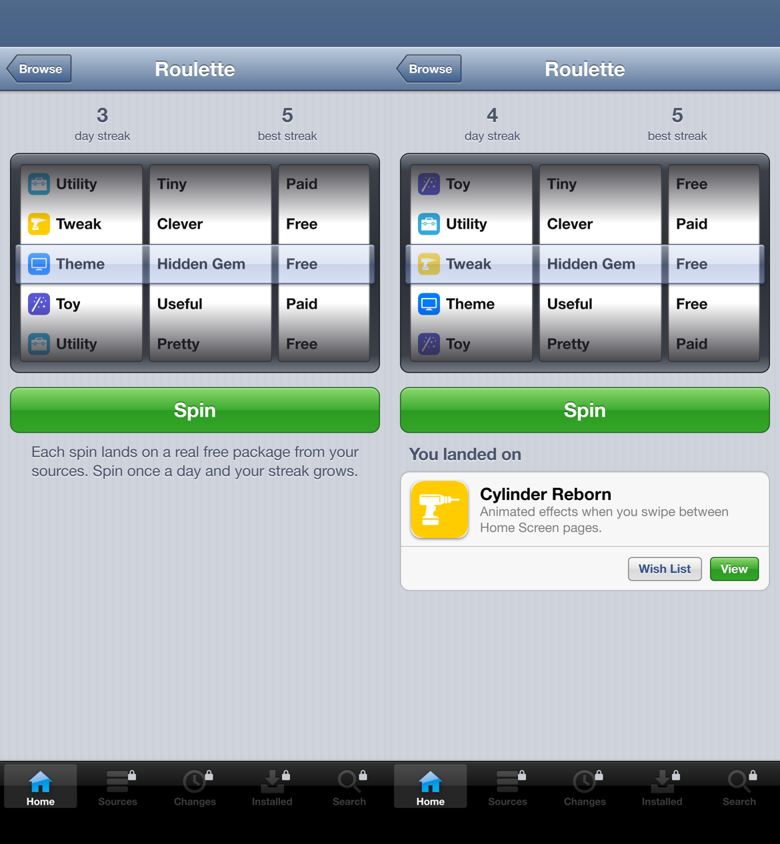 Browse
Roulette
3
day streak
5
best streak
Utility Tiny Paid
Tweak Clever Free
Theme Hidden Gem Free
Toy Useful Paid
Utility Pretty Free
Spin
Each spin lands on a real free package from your
sources. Spin once a day and your streak grows.
Home Sources Changes Installed Search
Browse
Roulette
4
day streak
5
best streak
Toy Tiny Free
Utility Clever Paid
Tweak Hidden Gem Free
Theme Useful Free
Toy Pretty Paid
Spin
You landed on
Cylinder Reborn
Animated effects when you swipe between
Home Screen pages.
Wish List View
Home Sources Changes Installed Search